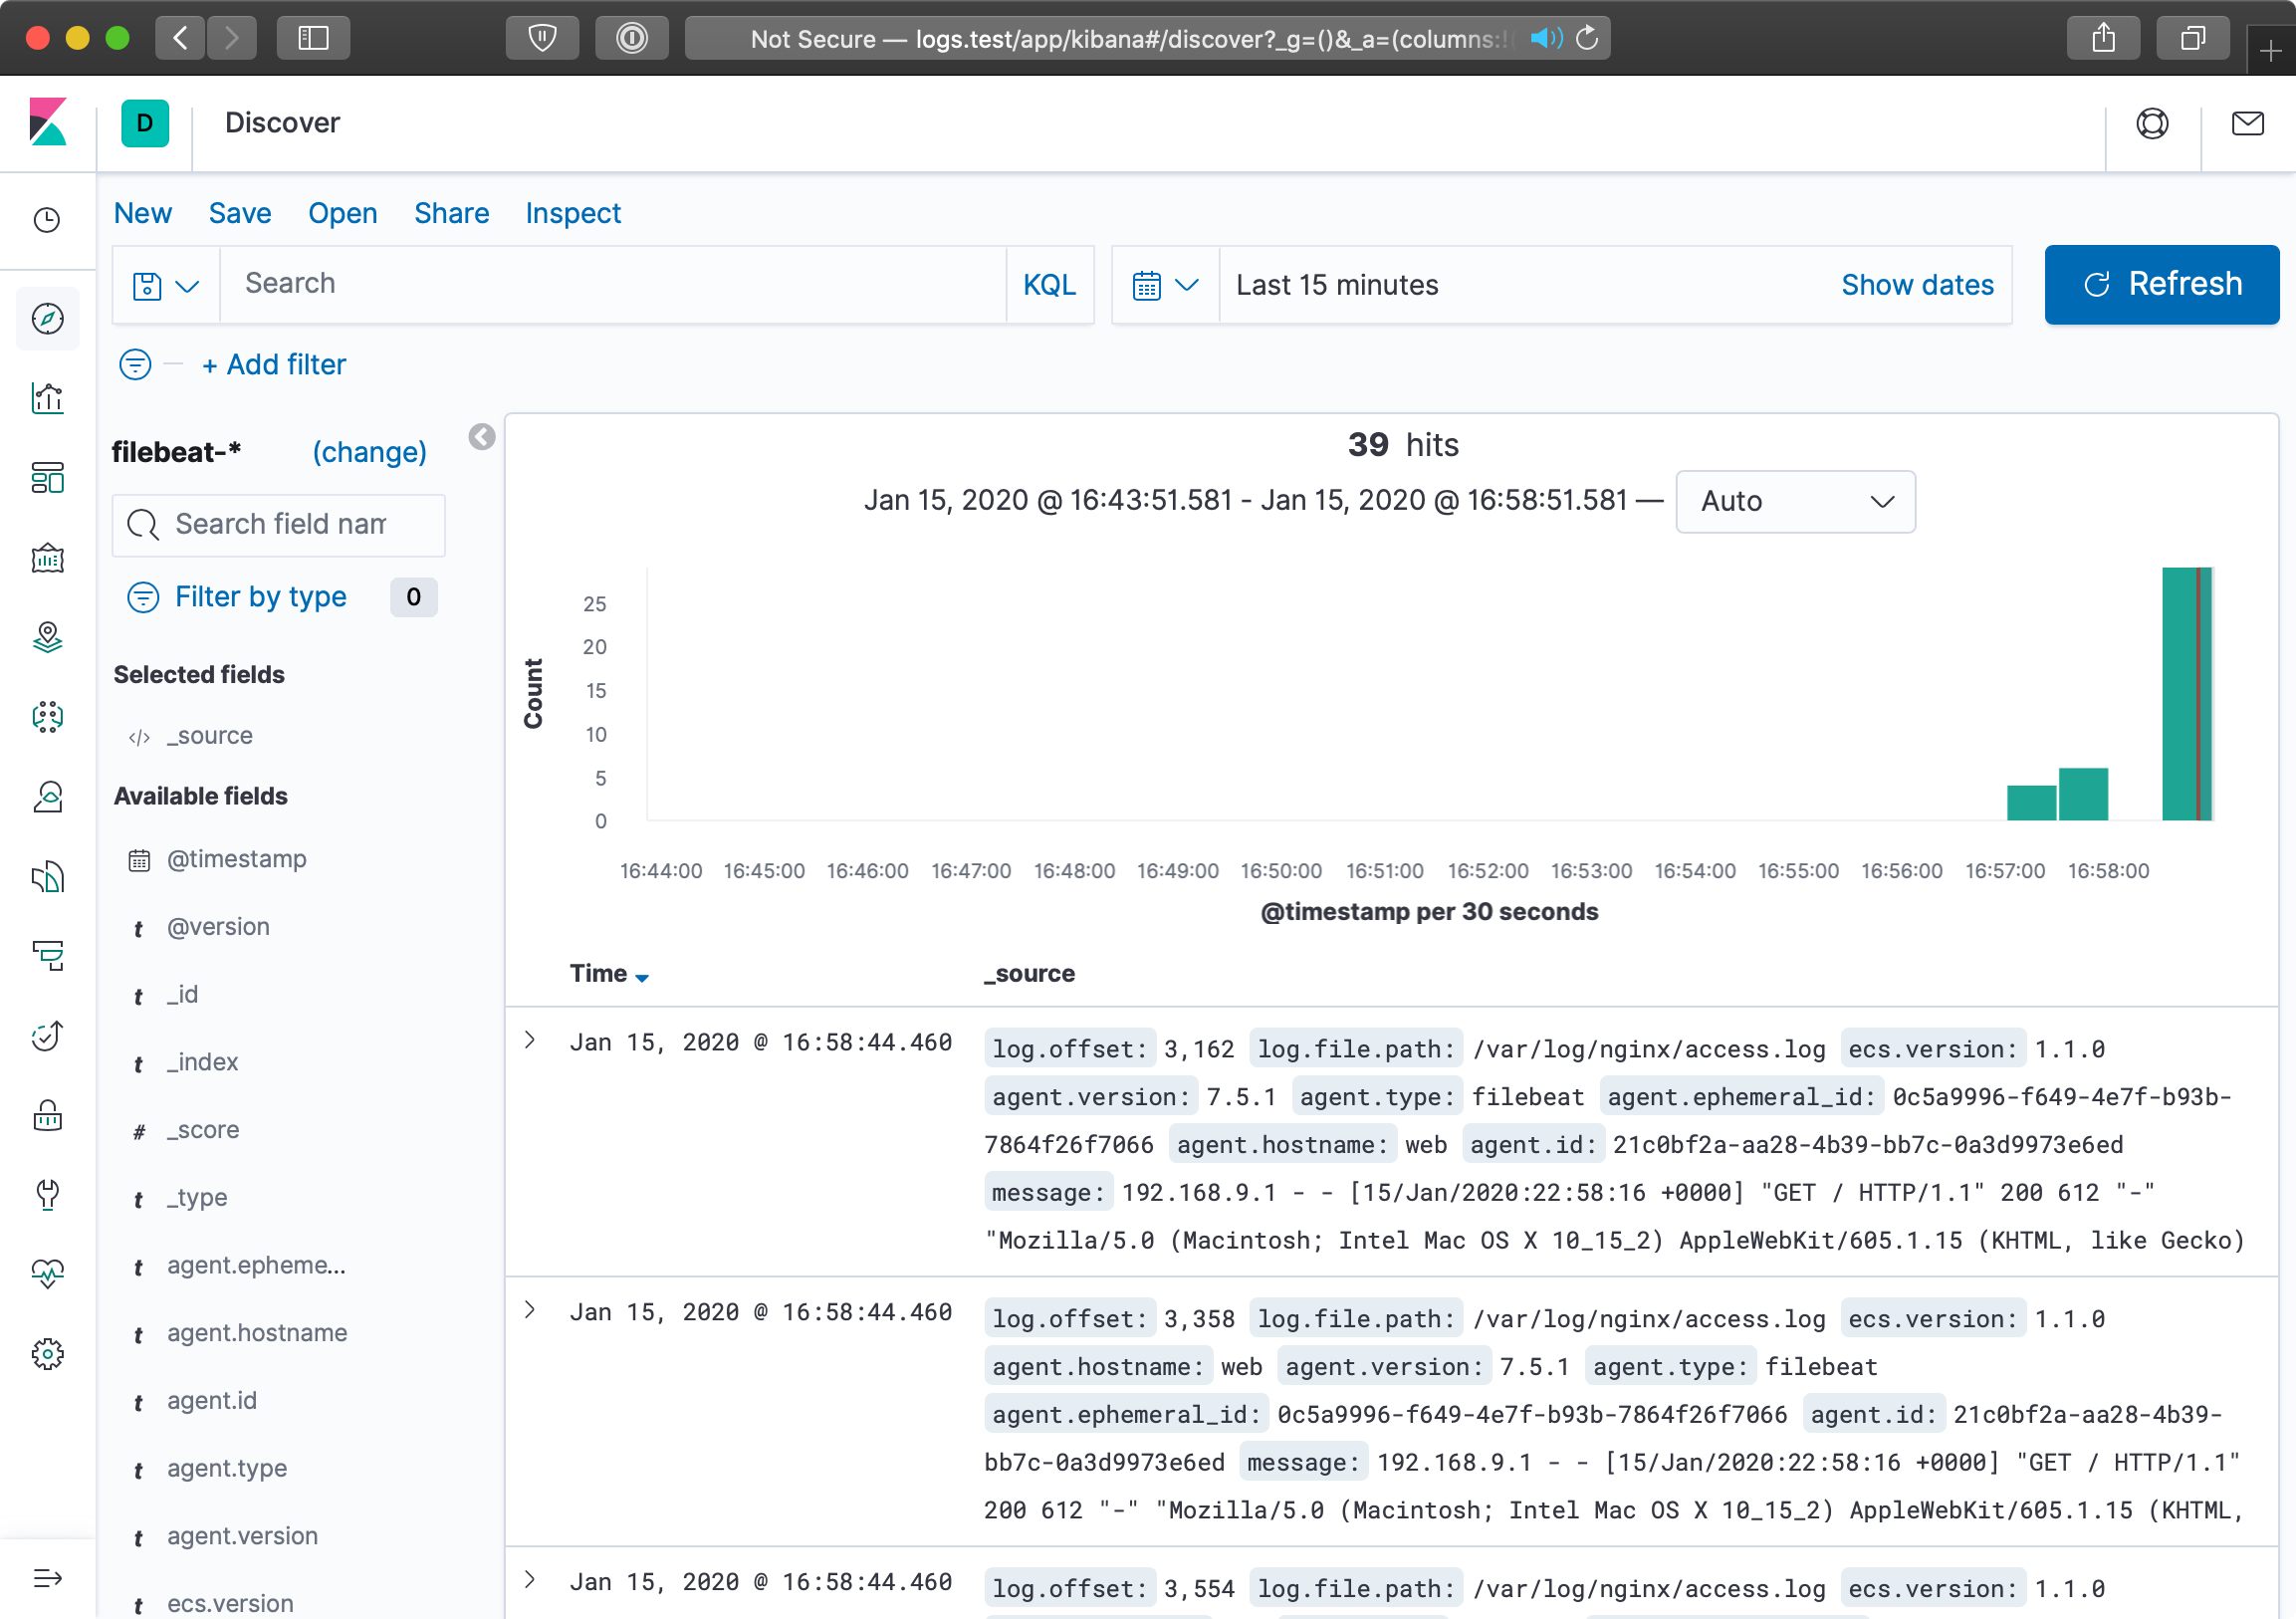 Not Secure — logs.test/app/kibana#/discover?_g=()&_a=(columns:!
D Discover
New Save Open Share Inspect
Search KQL Last 15 minutes Show dates Refresh
+ Add filter
filebeat-* (change)
Search field nam
Filter by type 0
Selected fields
_source
Available fields
@timestamp
@version
_id
_index
_score
_type
agent.epheme...
agent.hostname
agent.id
agent.type
agent.version
ecs.version
39 hits
Jan 15, 2020 @ 16:43:51.581 - Jan 15, 2020 @ 16:58:51.581 — Auto
Count
25
20
15
10
5
0
16:44:00 16:45:00 16:46:00 16:47:00 16:48:00 16:49:00 16:50:00 16:51:00 16:52:00 16:53:00 16:54:00 16:55:00 16:56:00 16:57:00 16:58:00
@timestamp per 30 seconds
Time _source
Jan 15, 2020 @ 16:58:44.460 log.offset: 3,162 log.file.path: /var/log/nginx/access.log ecs.version: 1.1.0
agent.version: 7.5.1 agent.type: filebeat agent.ephemeral_id: 0c5a9996-f649-4e7f-b93b-
7864f26f7066 agent.hostname: web agent.id: 21c0bf2a-aa28-4b39-bb7c-0a3d9973e6ed
message: 192.168.9.1 - - [15/Jan/2020:22:58:16 +0000] "GET / HTTP/1.1" 200 612 "-"
"Mozilla/5.0 (Macintosh; Intel Mac OS X 10_15_2) AppleWebKit/605.1.15 (KHTML, like Gecko)
Jan 15, 2020 @ 16:58:44.460 log.offset: 3,358 log.file.path: /var/log/nginx/access.log ecs.version: 1.1.0
agent.hostname: web agent.version: 7.5.1 agent.type: filebeat
agent.ephemeral_id: 0c5a9996-f649-4e7f-b93b-7864f26f7066 agent.id: 21c0bf2a-aa28-4b39-
bb7c-0a3d9973e6ed message: 192.168.9.1 - - [15/Jan/2020:22:58:16 +0000] "GET / HTTP/1.1"
200 612 "-" "Mozilla/5.0 (Macintosh; Intel Mac OS X 10_15_2) AppleWebKit/605.1.15 (KHTML,
Jan 15, 2020 @ 16:58:44.460 log.offset: 3,554 log.file.path: /var/log/nginx/access.log ecs.version: 1.1.0